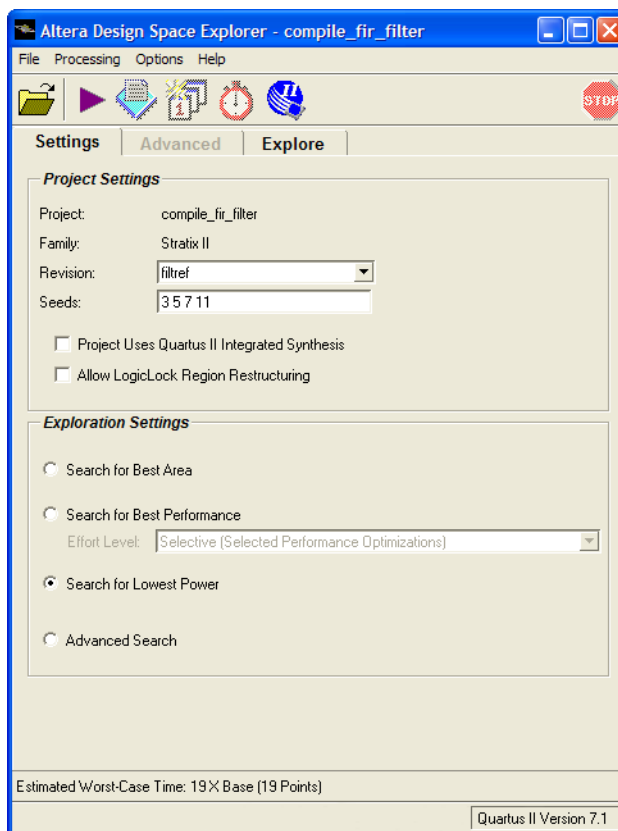 Altera Design Space Explorer - compile_fir_filter
File Processing Options Help
STOP
Settings Advanced Explore
Project Settings
Project: compile_fir_filter
Family: Stratix II
Revision: filtref
Seeds: 3 5 7 11
Project Uses Quartus II Integrated Synthesis
Allow LogicLock Region Restructuring
Exploration Settings
Search for Best Area
Search for Best Performance
Effort Level: Selective (Selected Performance Optimizations)
Search for Lowest Power
Advanced Search
Estimated Worst-Case Time: 19 X Base (19 Points)
Quartus II Version 7.1